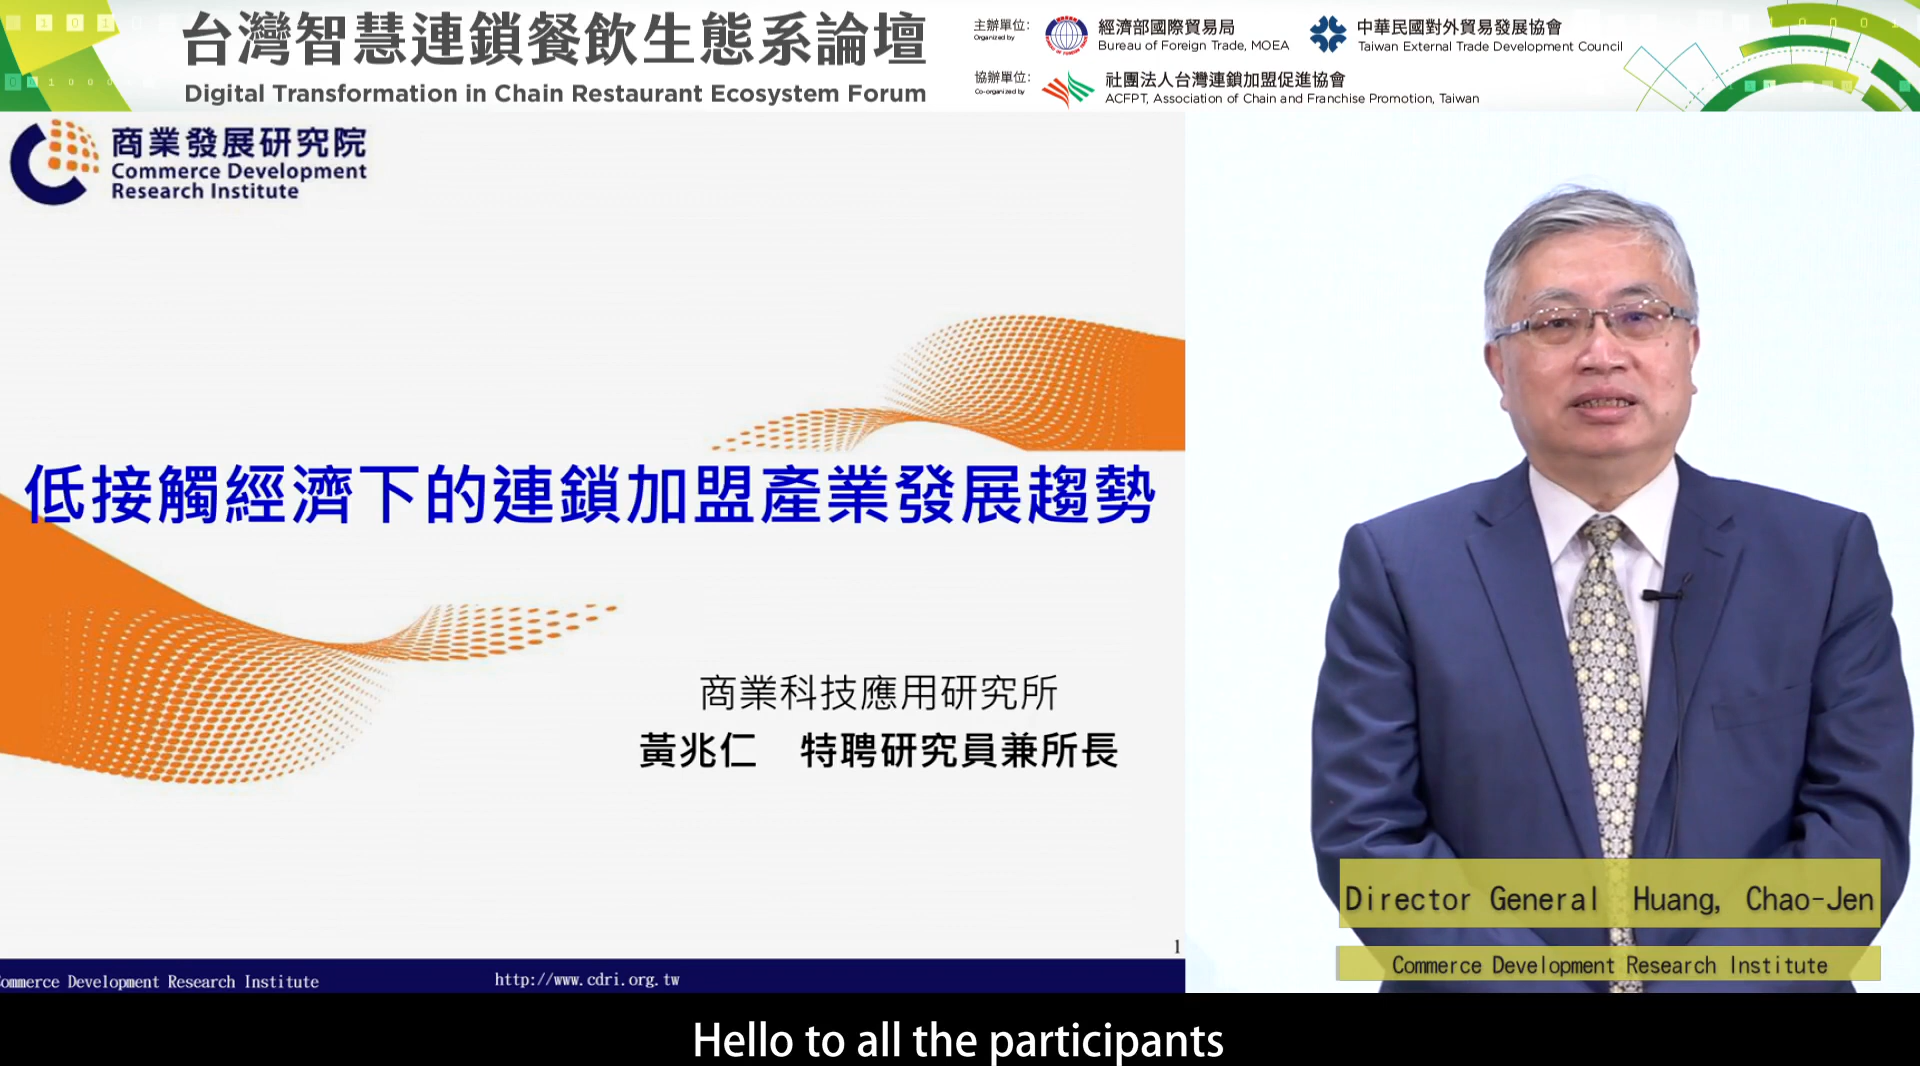 台灣智慧連鎖餐飲生態系論壇
Digital Transformation in Chain Restaurant Ecosystem Forum
主辦單位:
Organized by
經濟部國際貿易局
Bureau of Foreign Trade, MOEA
中華民國對外貿易發展協會
Taiwan External Trade Development Council
協辦單位:
Co-organized by
社團法人台灣連鎖加盟促進協會
ACFPT, Association of Chain and Franchise Promotion, Taiwan
商業發展研究院
Commerce Development
Research Institute
低接觸經濟下的連鎖加盟產業發展趨勢
商業科技應用研究所
黃兆仁 特聘研究員兼所長
1
ommerce Development Research Institute
http://www.cdri.org.tw
Director General Huang, Chao-Jen
Commerce Development Research Institute
Hello to all the participants